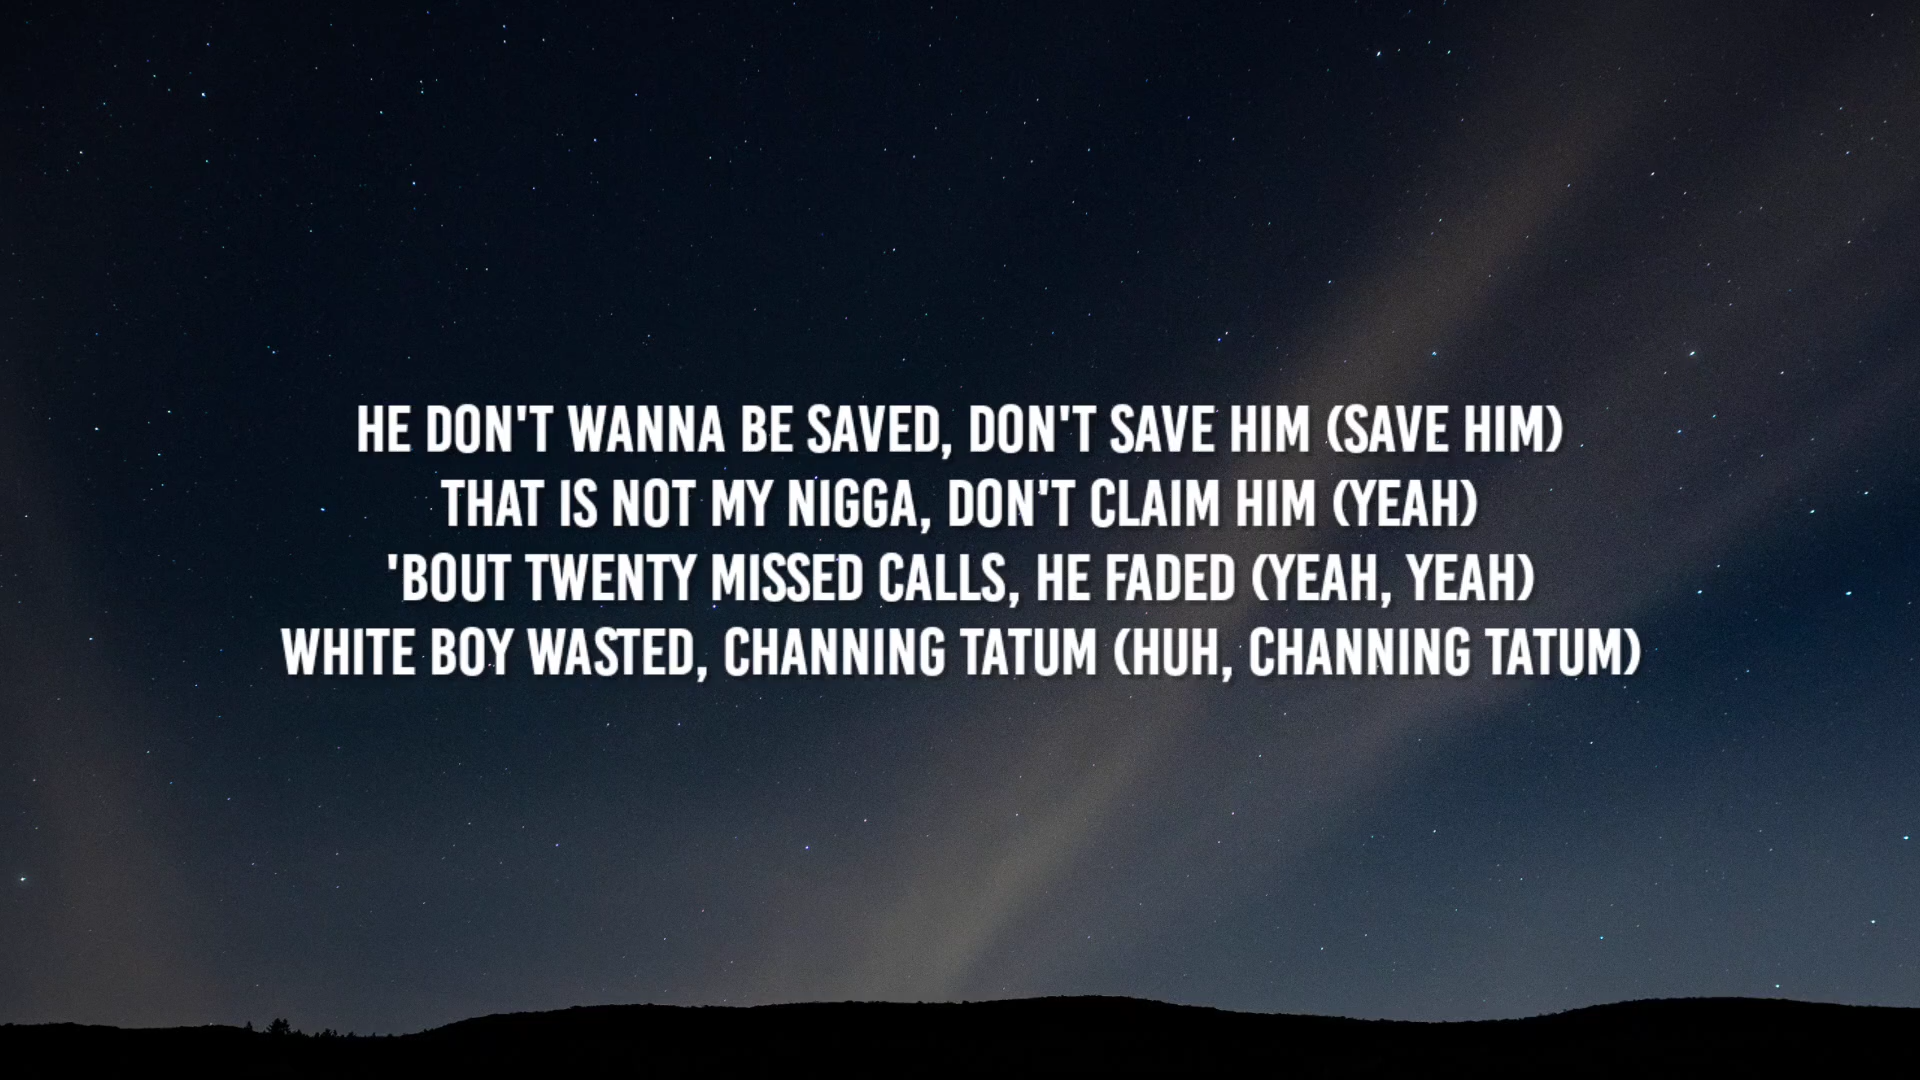 HE DON'T WANNA BE SAVED, DON'T SAVE HIM (SAVE HIM)
THAT IS NOT MY NIGGA, DON'T CLAIM HIM (YEAH)
'BOUT TWENTY MISSED CALLS, HE FADED (YEAH, YEAH)
WHITE BOY WASTED, CHANNING TATUM (HUH, CHANNING TATUM)